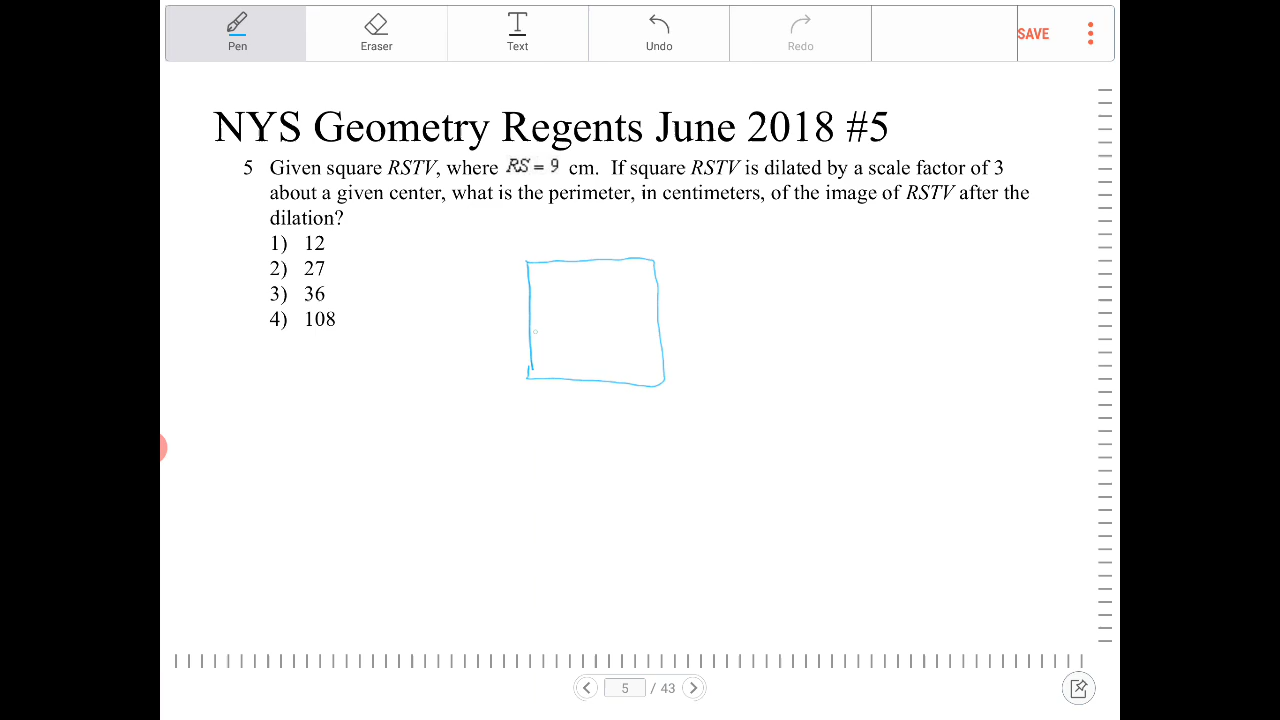 Pen
Eraser
Text
Undo
Redo
SAVE
NYS Geometry Regents June 2018 #5
5 Given square RSTV, where RS = 9 cm. If square RSTV is dilated by a scale factor of 3
about a given center, what is the perimeter, in centimeters, of the image of RSTV after the
dilation?
1) 12
2) 27
3) 36
4) 108
5 / 43